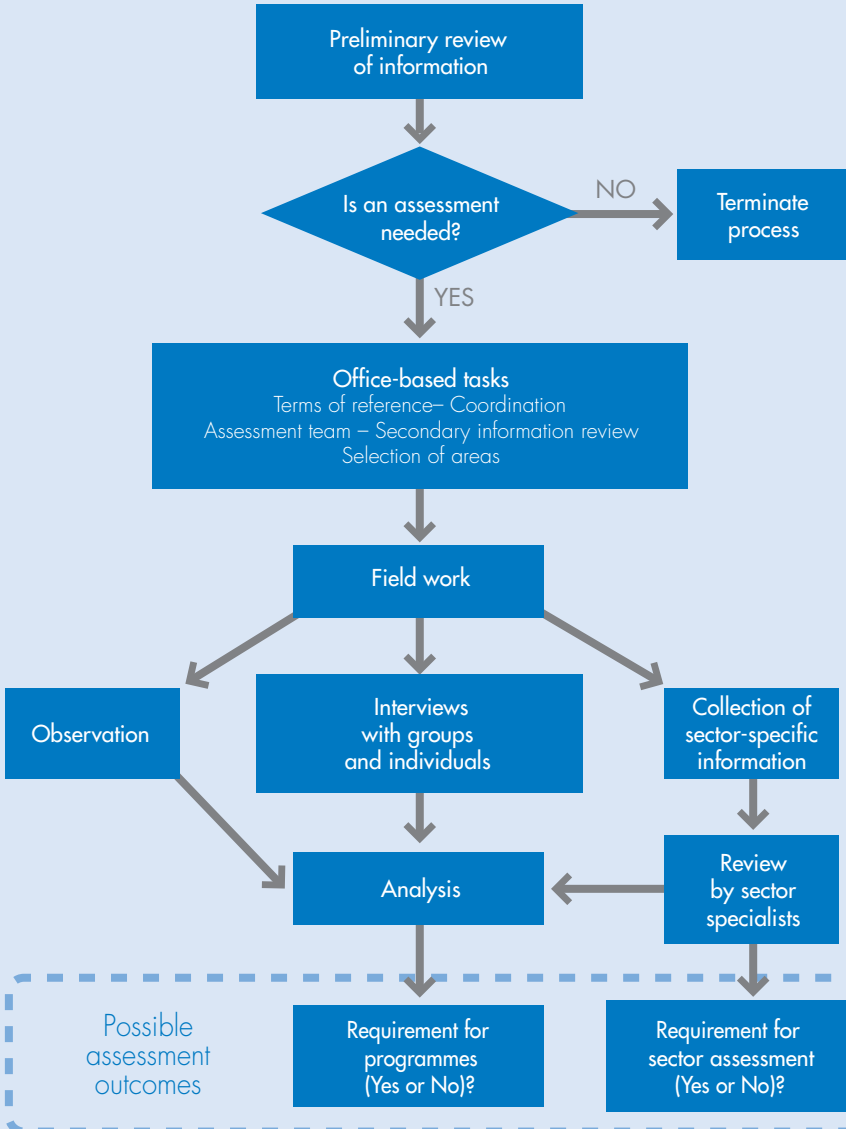 Preliminary review
of information
Is an assessment
needed?
NO
Terminate
process
YES
Office-based tasks
Terms of reference– Coordination
Assessment team – Secondary information review
Selection of areas
Field work
Observation
Interviews
with groups
and individuals
Collection of
sector-specific
information
Analysis
Review
by sector
specialists
Possible
assessment
outcomes
Requirement for
programmes
(Yes or No)?
Requirement for
sector assessment
(Yes or No)?